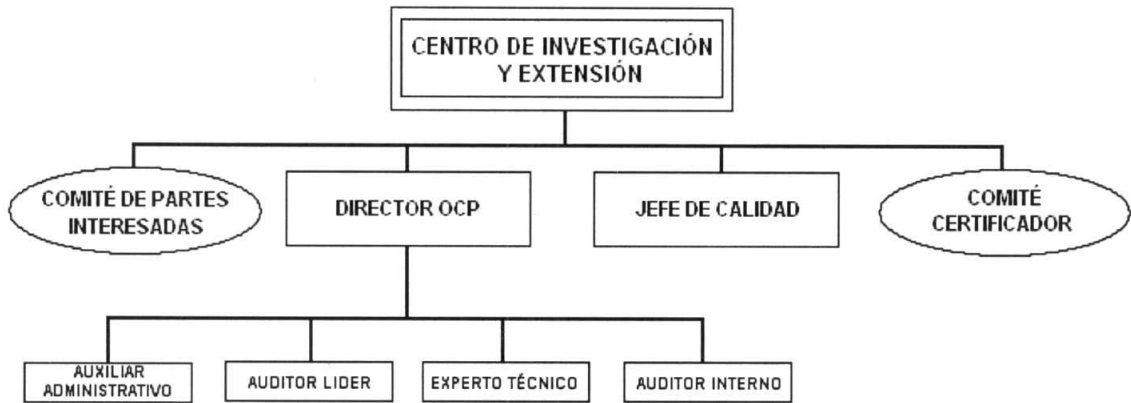 CENTRO DE INVESTIGACIÓN
Y EXTENSIÓN
COMITÉ DE PARTES
INTERESADAS
DIRECTOR OCP
JEFE DE CALIDAD
COMITÉ
CERTIFICADOR
AUXILIAR
ADMINISTRATIVO
AUDITOR LIDER
EXPERTO TÉCNICO
AUDITOR INTERNO